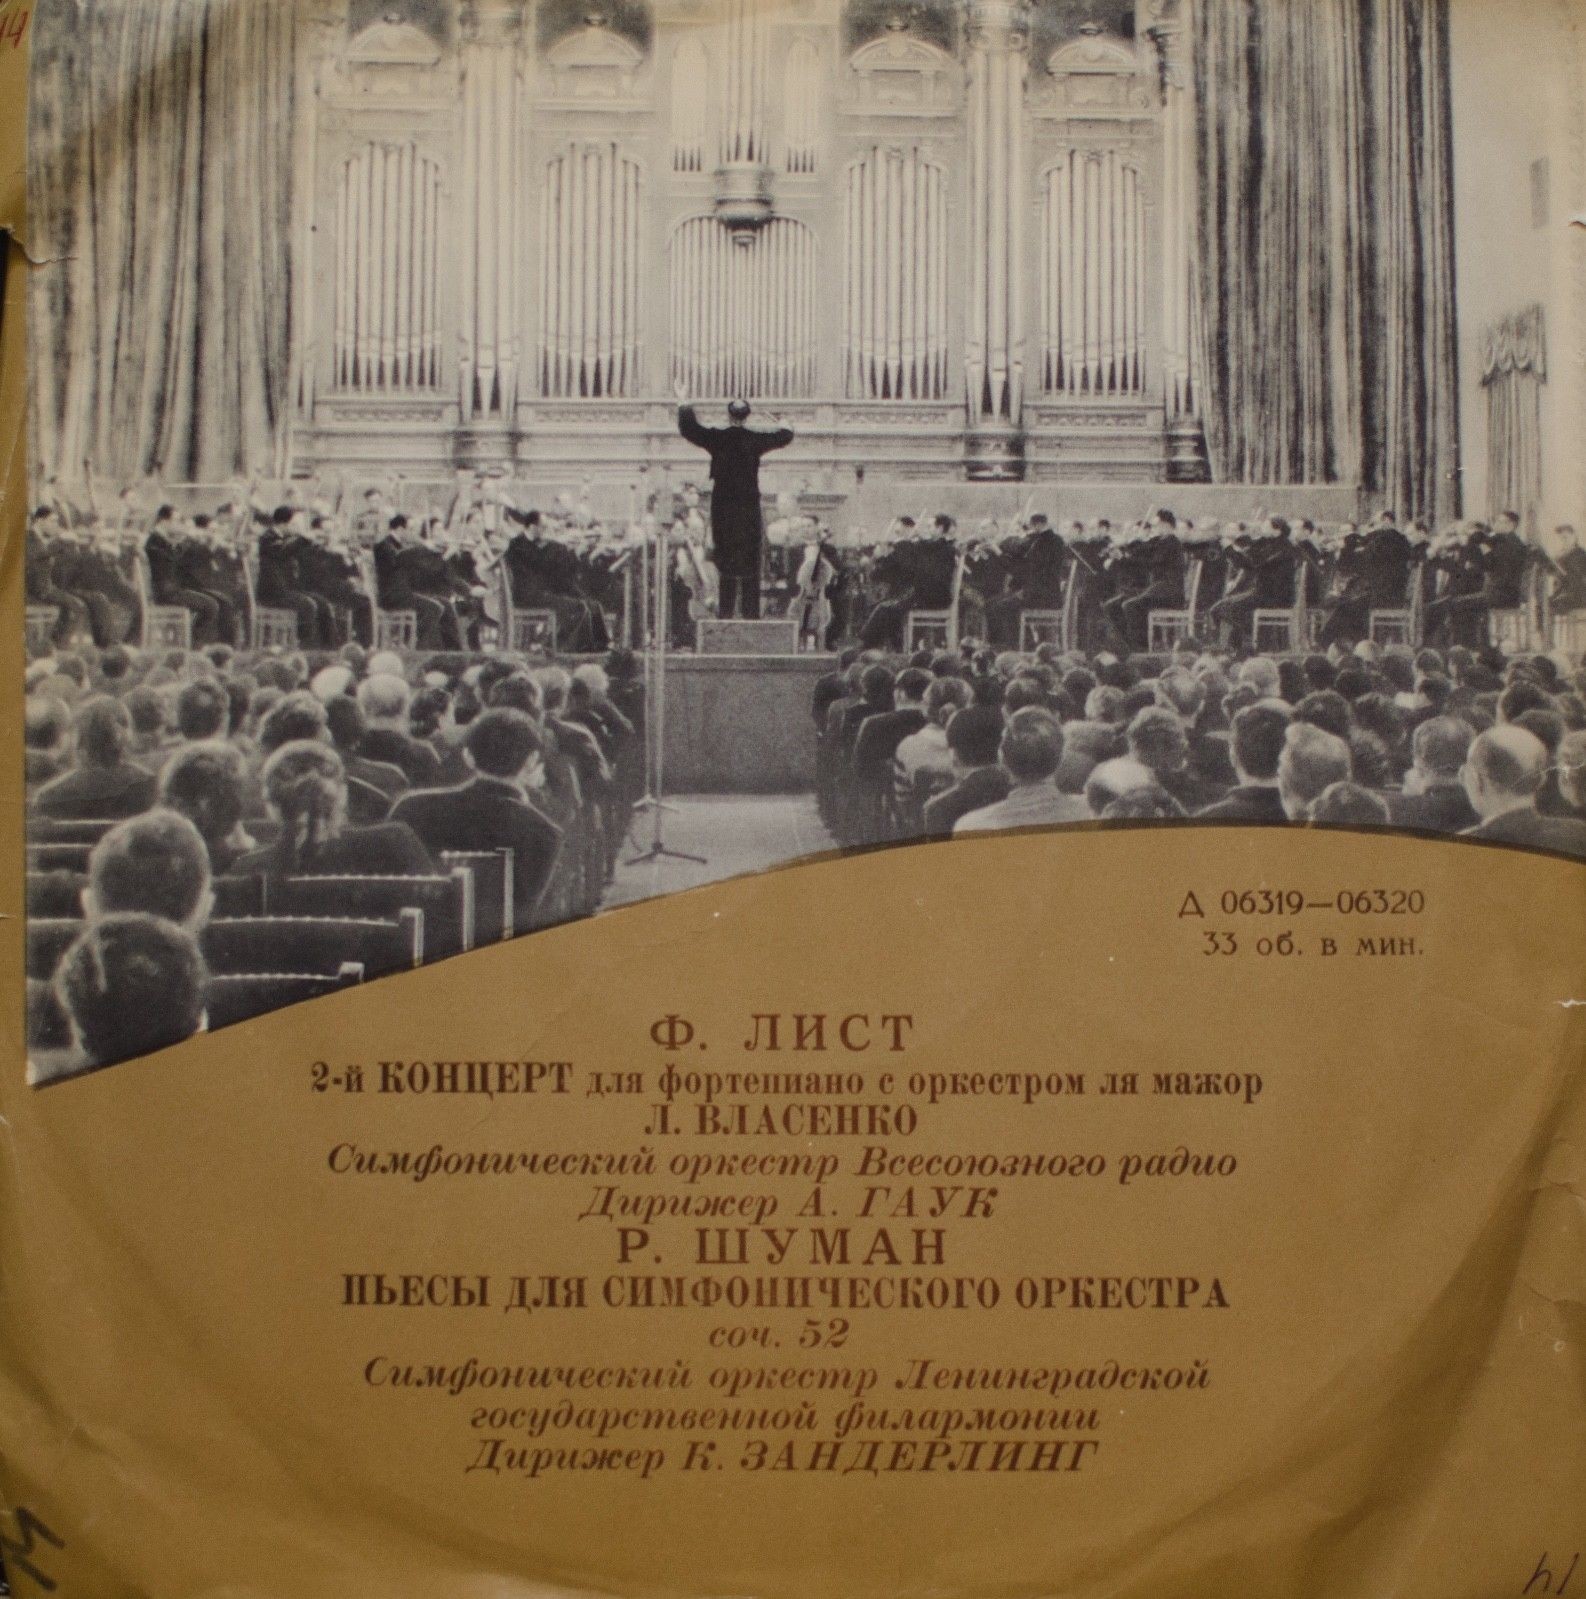 14
Д 06319—06320
33 об. в мин.
Ф. ЛИСТ
2-й КОНЦЕРТ для фортепиано с оркестром ля мажор
Л. ВЛАСЕНКО
Симфонический оркестр Всесоюзного радио
Дирижер А. ГАУК
Р. ШУМАН
ПЬЕСЫ ДЛЯ СИМФОНИЧЕСКОГО ОРКЕСТРА
соч. 52
Симфонический оркестр Ленинградской
государственной филармонии
Дирижер К. ЗАНДЕРЛИНГ